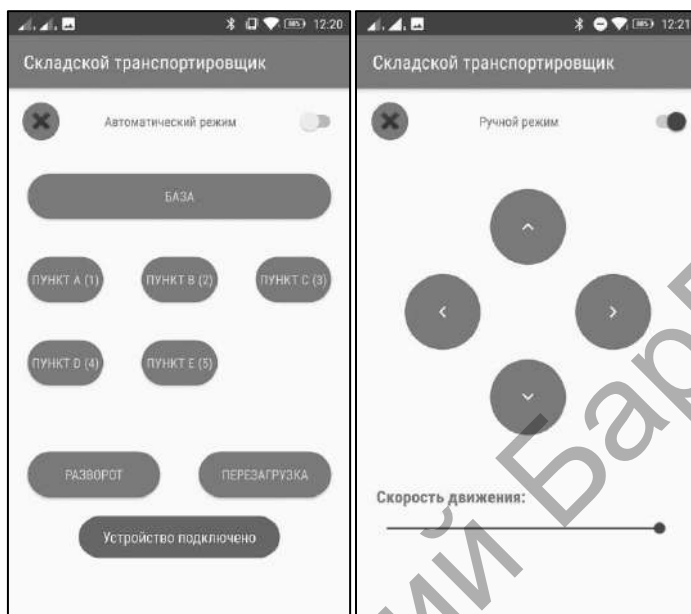 12:20
Складской транспортировщик
Автоматический режим
БАЗА
ПУНКТ A (1) ПУНКТ B (2) ПУНКТ C (3)
ПУНКТ D (4) ПУНКТ E (5)
РАЗВОРОТ ПЕРЕЗАГРУЗКА
Устройство подключено
12:21
Складской транспортировщик
Ручной режим
Скорость движения: